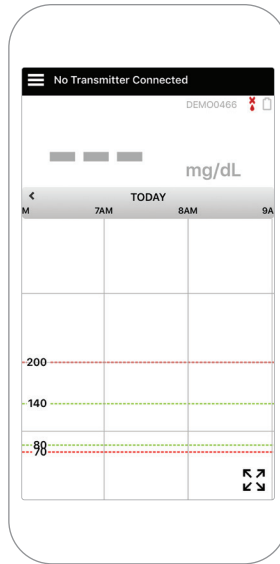 No Transmitter Connected
DEMO0466
mg/dL
TODAY
M 7AM 8AM 9A
200
140
80
70